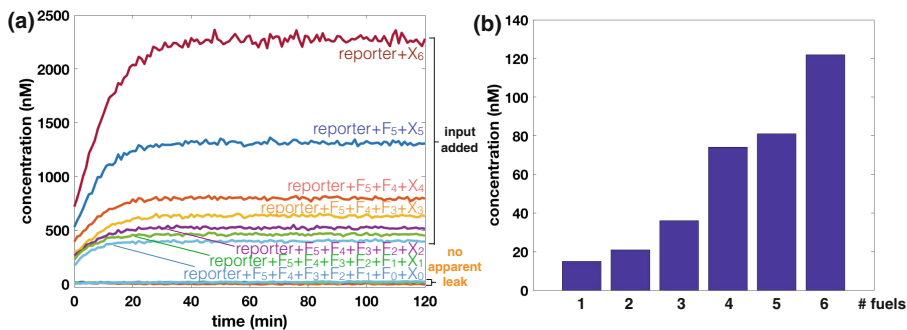 (a)
2500
2000
1500
1000
500
0
concentration (nM)
0 20 40 60 80 100 120
time (min)
reporter+X6
reporter+F5+X5
reporter+F5+F4+X4
reporter+F5+F4+F3+X3
reporter+F5+F4+F3+F2+X2
reporter+F5+F4+F3+F2+F1+X1
reporter+F5+F4+F3+F2+F1+F0+X0
input
added
no
apparent
leak
(b)
140
120
100
80
60
40
20
0
concentration (nM)
1 2 3 4 5 6 # fuels